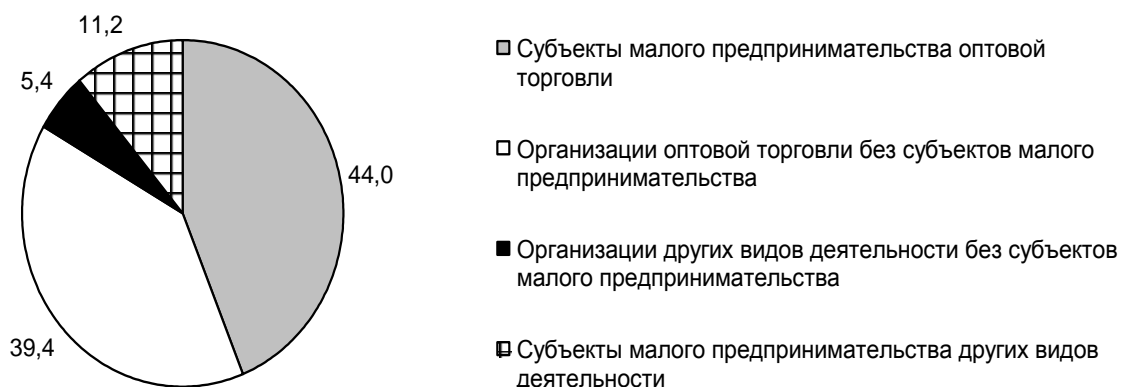 11,2
5,4
44,0
39,4
Субъекты малого предпринимательства оптовой
торговли
Организации оптовой торговли без субъектов малого
предпринимательства
Организации других видов деятельности без субъектов
малого предпринимательства
Субъекты малого предпринимательства других видов
деятельности